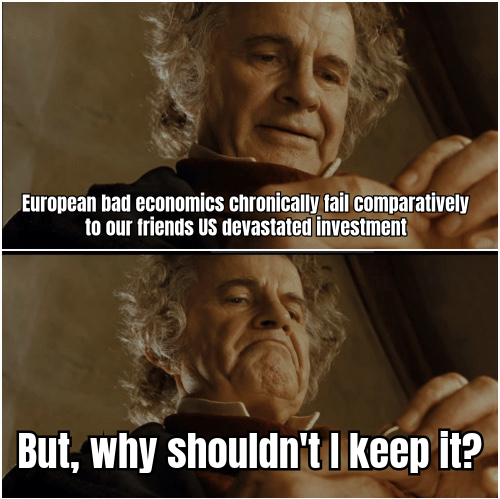 European bad economics chronically fail comparatively
to our friends US devastated investment
But, why shouldn't I keep it?